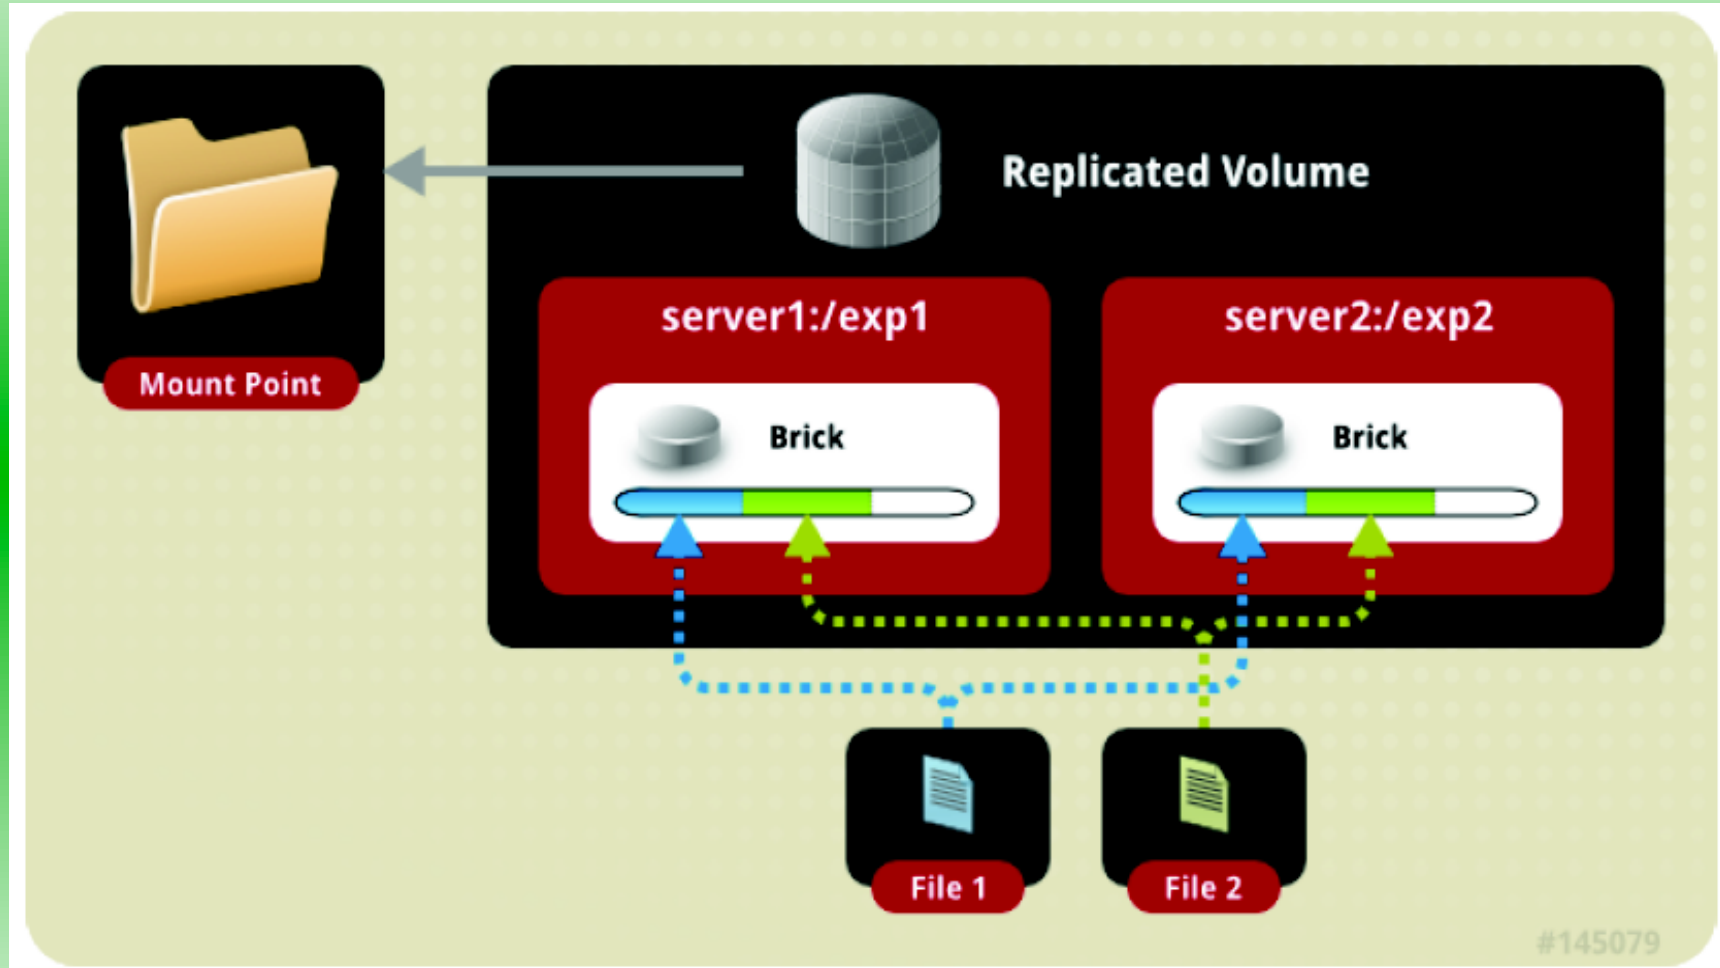 Replicated Volume
Mount Point
server1:/exp1
server2:/exp2
Brick
Brick
File 1
File 2
#145079